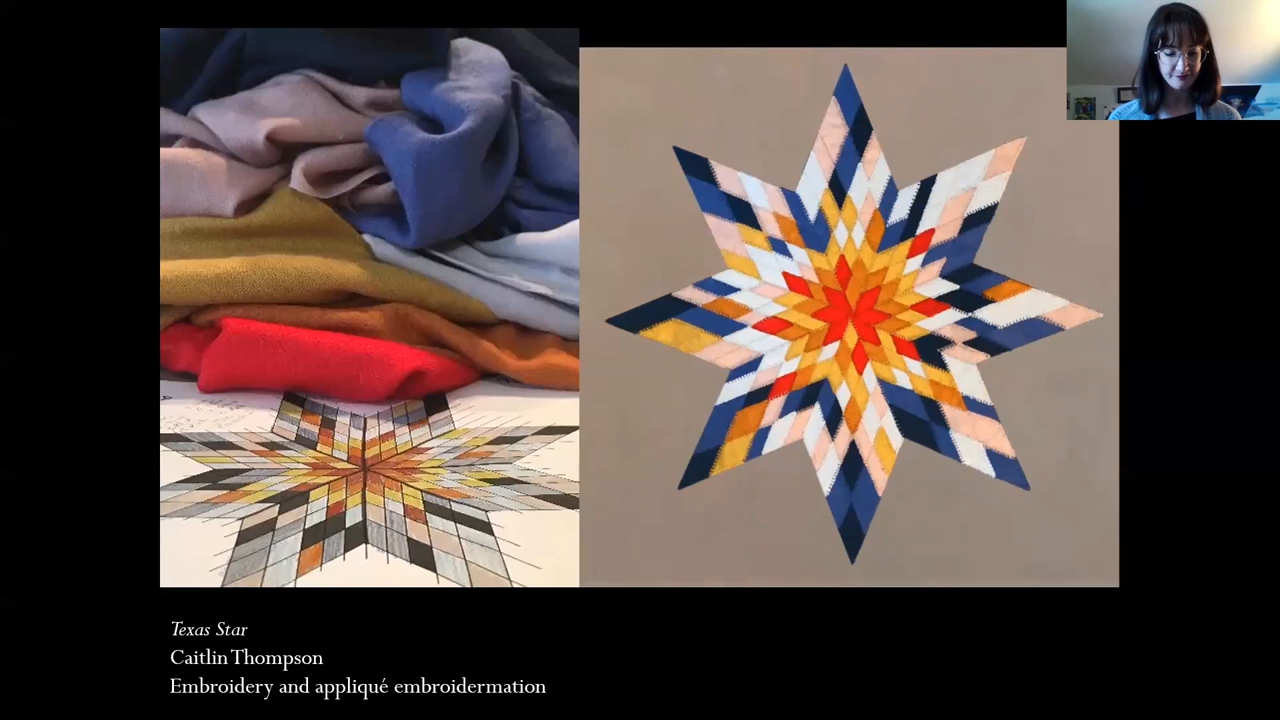 Texas Star
Caitlin Thompson
Embroidery and appliqué embroidermation